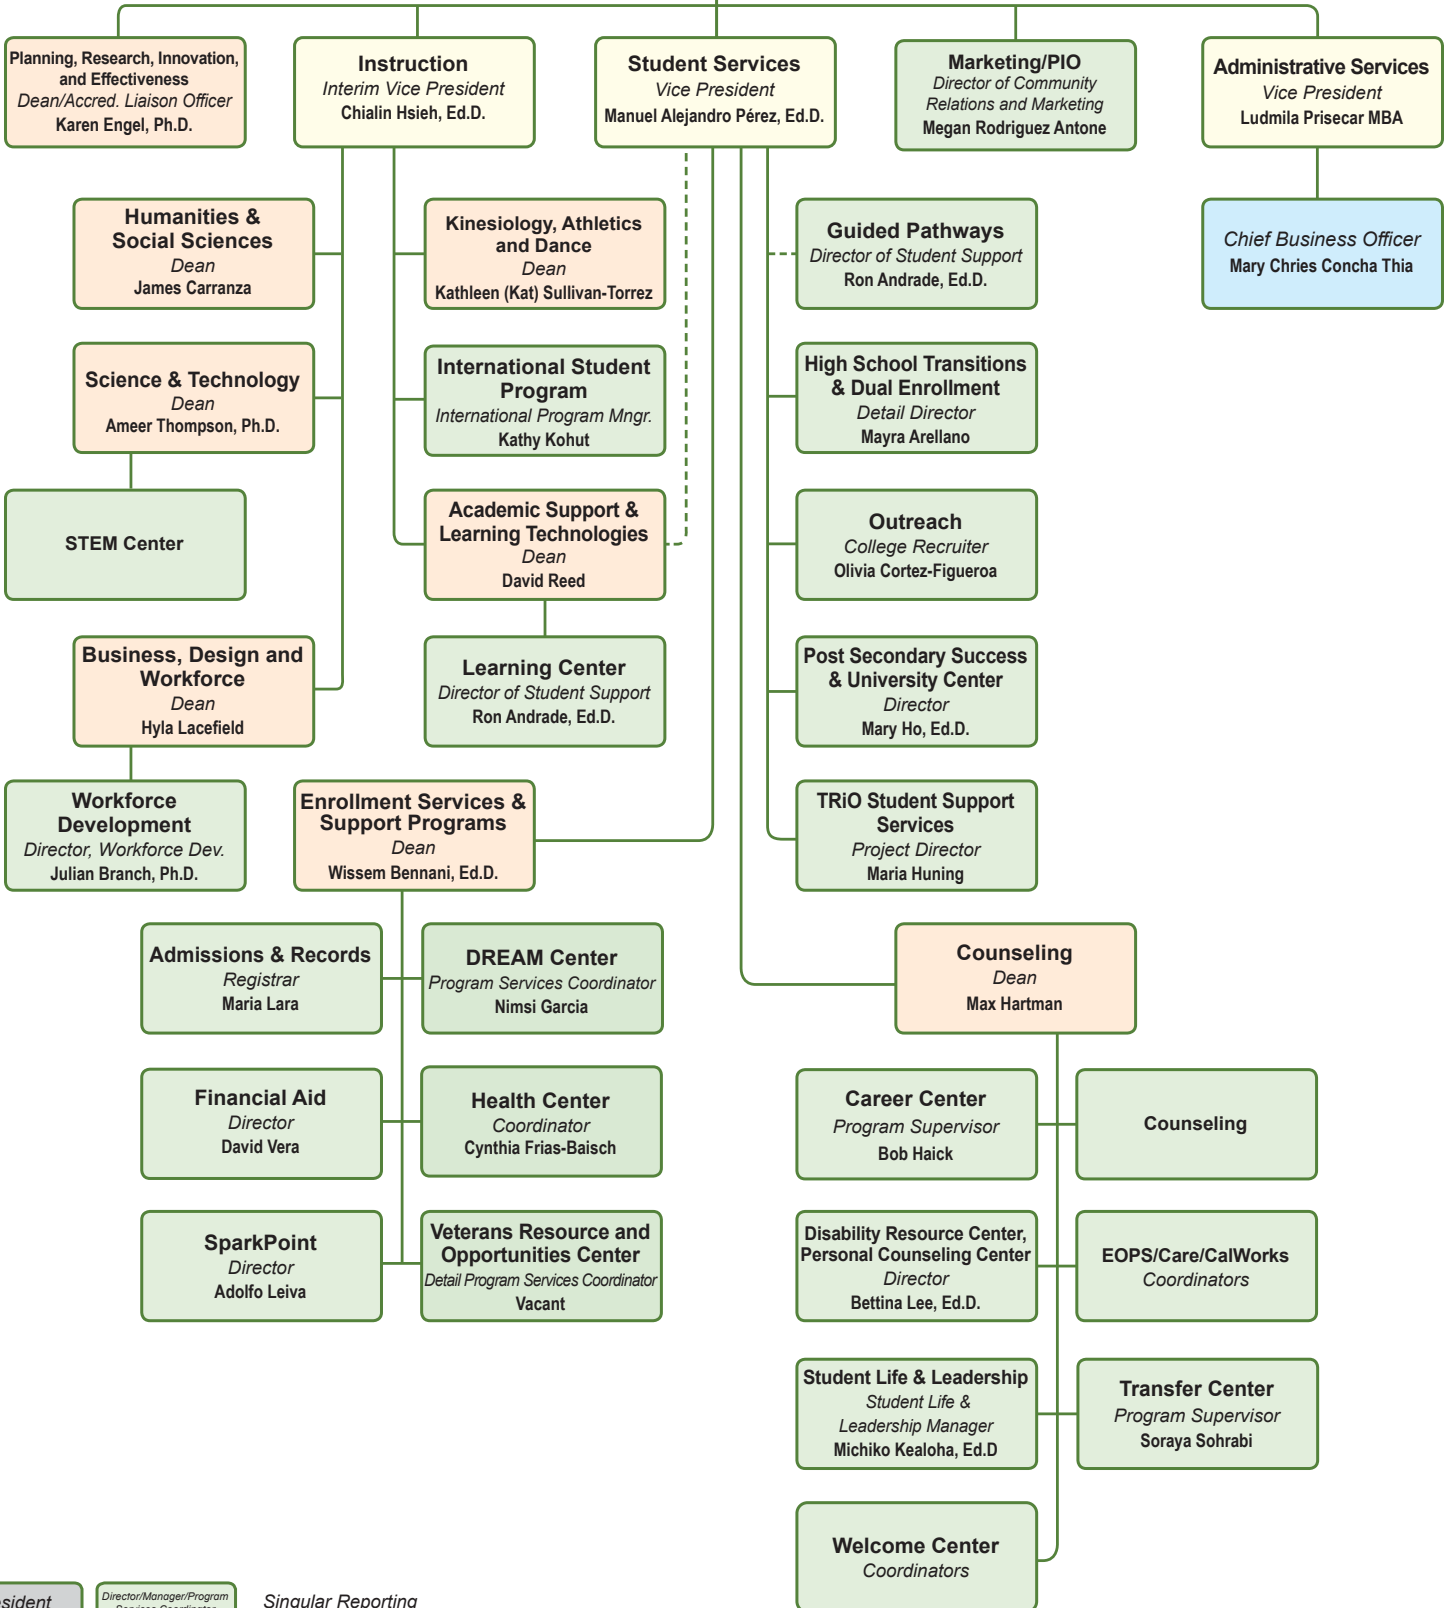 Planning, Research, Innovation,
and Effectiveness
Dean/Accred. Liaison Officer
Karen Engel, Ph.D.
Instruction
Interim Vice President
Chialin Hsieh, Ed.D.
Student Services
Vice President
Manuel Alejandro Pérez, Ed.D.
Marketing/PIO
Director of Community
Relations and Marketing
Megan Rodriguez Antone
Administrative Services
Vice President
Ludmila Prisecar MBA
Humanities &
Social Sciences
Dean
James Carranza
Kinesiology, Athletics
and Dance
Dean
Kathleen (Kat) Sullivan-Torrez
Guided Pathways
Director of Student Support
Ron Andrade, Ed.D.
Chief Business Officer
Mary Chries Concha Thia
Science & Technology
Dean
Ameer Thompson, Ph.D.
International Student
Program
International Program Mngr.
Kathy Kohut
High School Transitions
& Dual Enrollment
Detail Director
Mayra Arellano
STEM Center
Academic Support &
Learning Technologies
Dean
David Reed
Outreach
College Recruiter
Olivia Cortez-Figueroa
Business, Design and
Workforce
Dean
Hyla Lacefield
Learning Center
Director of Student Support
Ron Andrade, Ed.D.
Post Secondary Success
& University Center
Director
Mary Ho, Ed.D.
Workforce
Development
Director, Workforce Dev.
Julian Branch, Ph.D.
Enrollment Services &
Support Programs
Dean
Wissem Bennani, Ed.D.
TRiO Student Support
Services
Project Director
Maria Huning
Admissions & Records
Registrar
Maria Lara
DREAM Center
Program Services Coordinator
Nimsi Garcia
Counseling
Dean
Max Hartman
Financial Aid
Director
David Vera
Health Center
Coordinator
Cynthia Frias-Baisch
Career Center
Program Supervisor
Bob Haick
Counseling
SparkPoint
Director
Adolfo Leiva
Veterans Resource and
Opportunities Center
Detail Program Services Coordinator
Vacant
Disability Resource Center,
Personal Counseling Center
Director
Bettina Lee, Ed.D.
EOPS/Care/CalWorks
Coordinators
Student Life & Leadership
Student Life &
Leadership Manager
Michiko Kealoha, Ed.D
Transfer Center
Program Supervisor
Soraya Sohrabi
Welcome Center
Coordinators
esident
Director/Manager/Program
Singular Reporting